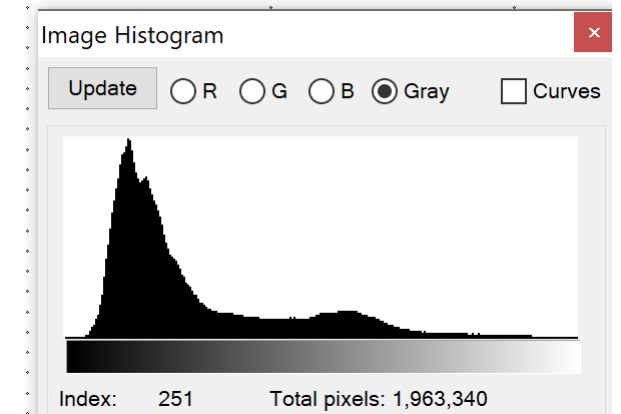 Image Histogram
Update R G B Gray Curves
Index: 251 Total pixels: 1,963,340